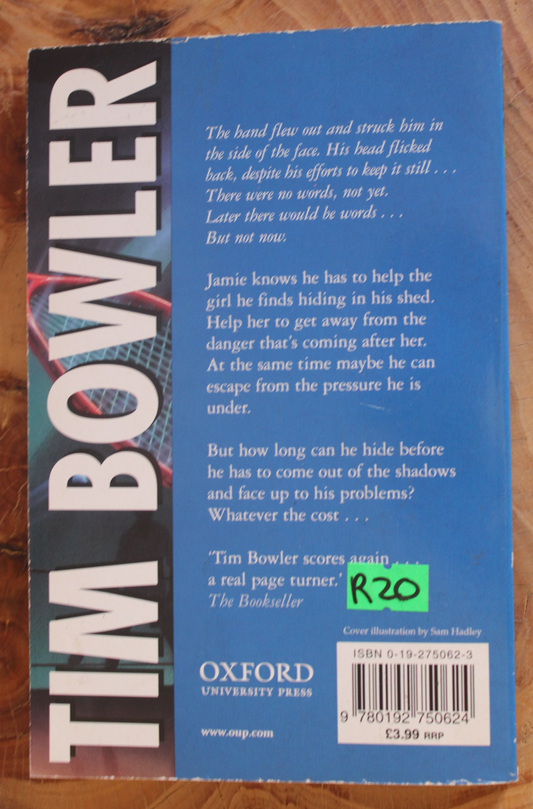 TIM BOWLER
The hand flew out and struck him in
the side of the face. His head flicked
back, despite his efforts to keep it still . . .
There were no words, not yet.
Later there would be words . . .
But not now.
Jamie knows he has to help the
girl he finds hiding in his shed.
Help her to get away from the
danger that's coming after her.
At the same time maybe he can
escape from the pressure he is
under.
But how long can he hide before
he has to come out of the shadows
and face up to his problems?
Whatever the cost . . .
'Tim Bowler scores again . . .
a real page turner.'
The Bookseller
R20
Cover illustration by Sam Hadley
ISBN 0-19-275062-3
9 780192 750624
£3.99 RRP
OXFORD
UNIVERSITY PRESS
www.oup.com